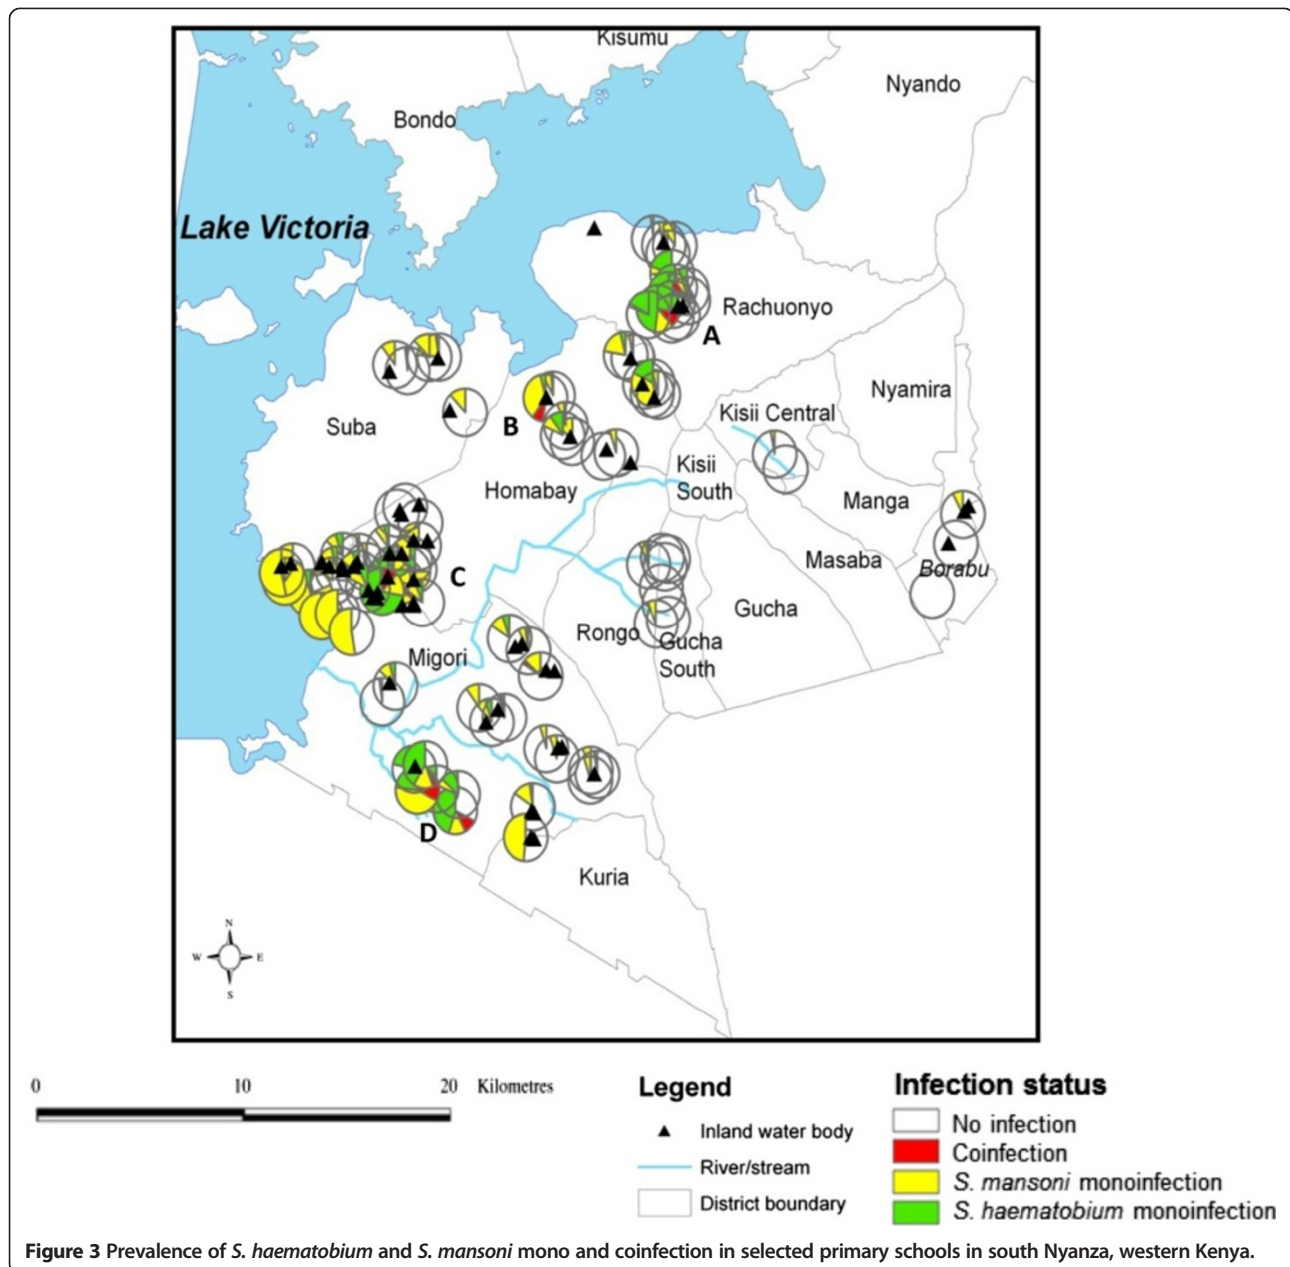 Kisumu
Nyando
Bondo
Lake Victoria
Rachuonyo
A
Nyamira
Kisii Central
Suba
B
Kisii
South
Homabay
Manga
Masaba
Borabu
C
Gucha
Rongo
Gucha
South
Migori
D
Kuria
N
W E
S
0 10 20 Kilometres
Legend
Inland water body
River/stream
District boundary
Infection status
No infection
Coinfection
S. mansoni monoinfection
S. haematobium monoinfection
Figure 3 Prevalence of S. haematobium and S. mansoni mono and coinfection in selected primary schools in south Nyanza, western Kenya.